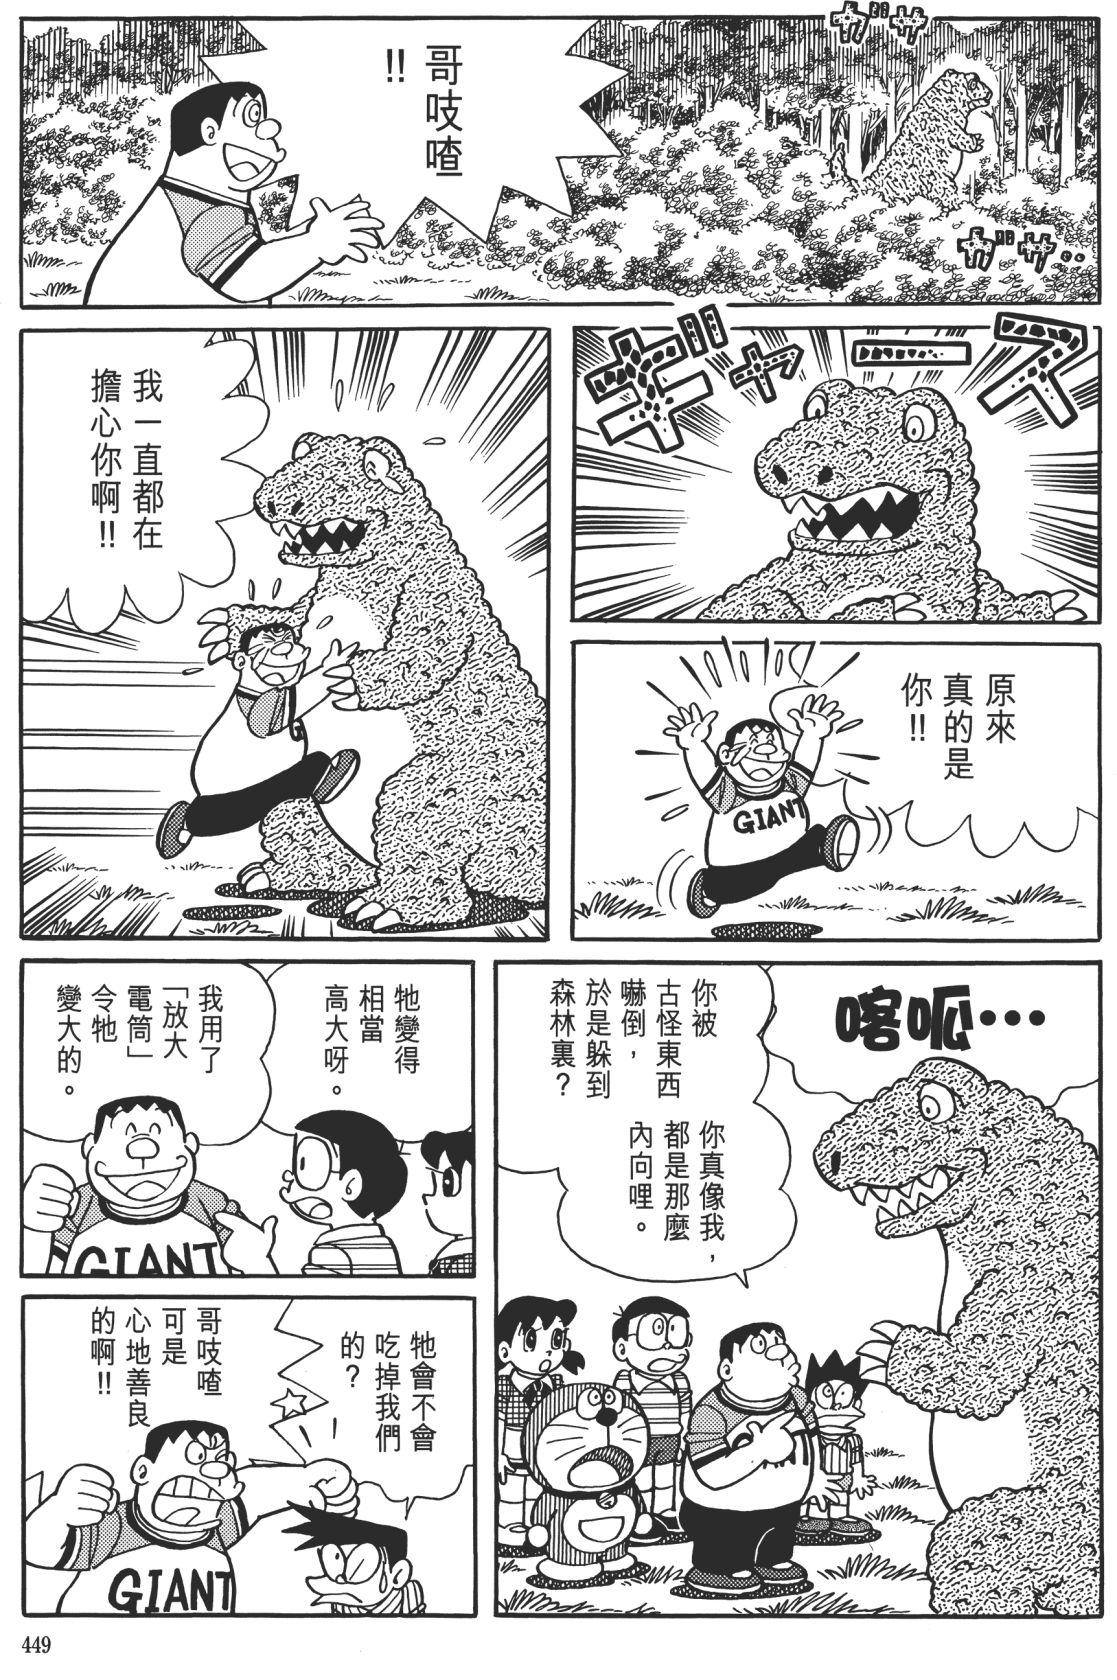 ガサ
哥吱喳
!!
ガサ..
ギャース
我一直都在
擔心你啊!!
原來
真的是
你!!
GIANT
G
喀呱…
你被
古怪東西
嚇倒，
於是躲到
森林裏？
你真像我，
都是那麼
內向哩。
牠變得
相當
高大呀。
我用了
「放大
電筒」
令牠
變大的。
GIANT
牠會不會
吃掉我們
的？
哥吱喳
可是
心地善良
的啊!!
GIANT
449